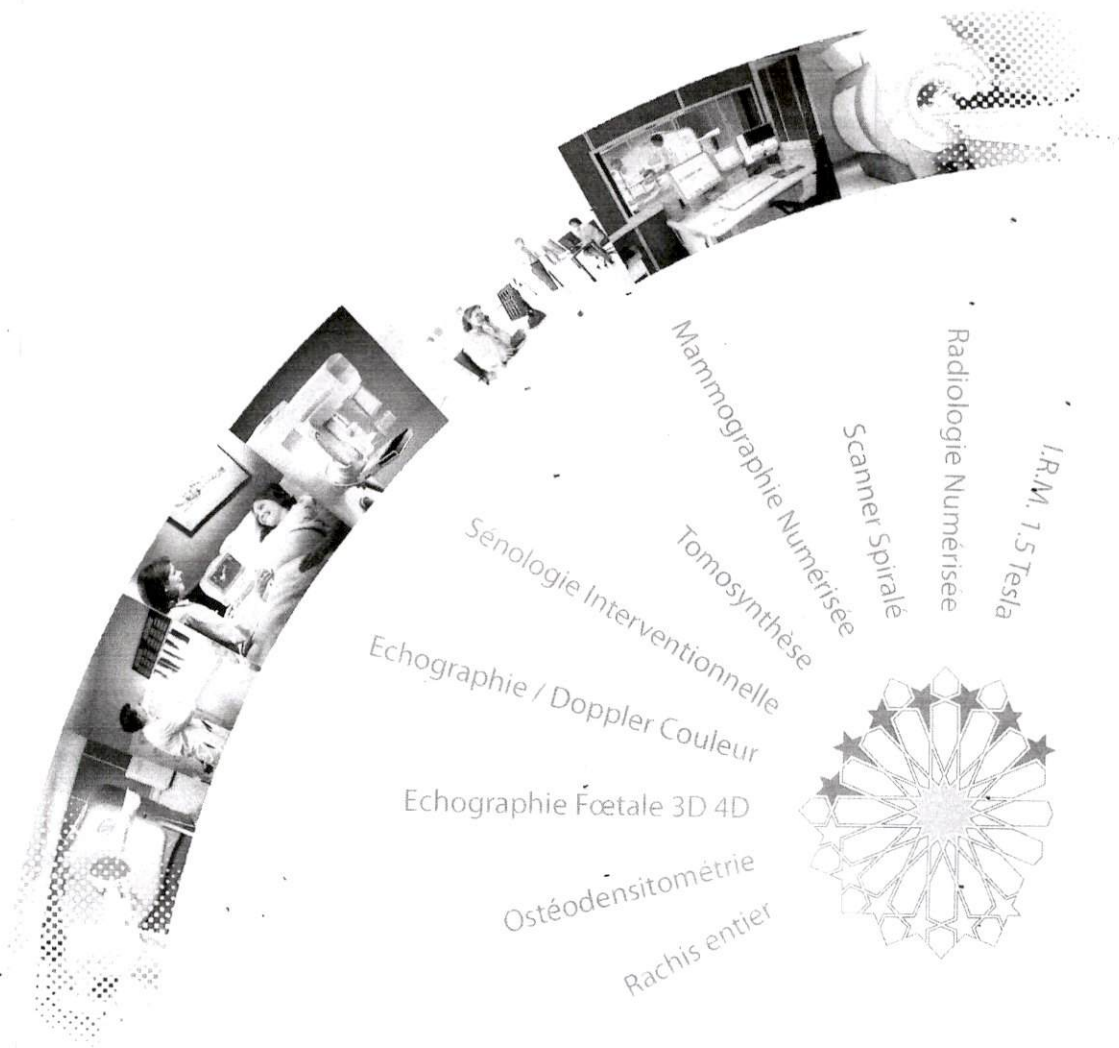 I.R.M. 1.5 Tesla
Radiologie Numérisée
Scanner Spiralé
Mammographie Numérisée
Tomosynthèse
Sénologie Interventionnelle
Echographie / Doppler Couleur
Echographie Fœtale 3D 4D
Ostéodensitométrie
Rachis entier